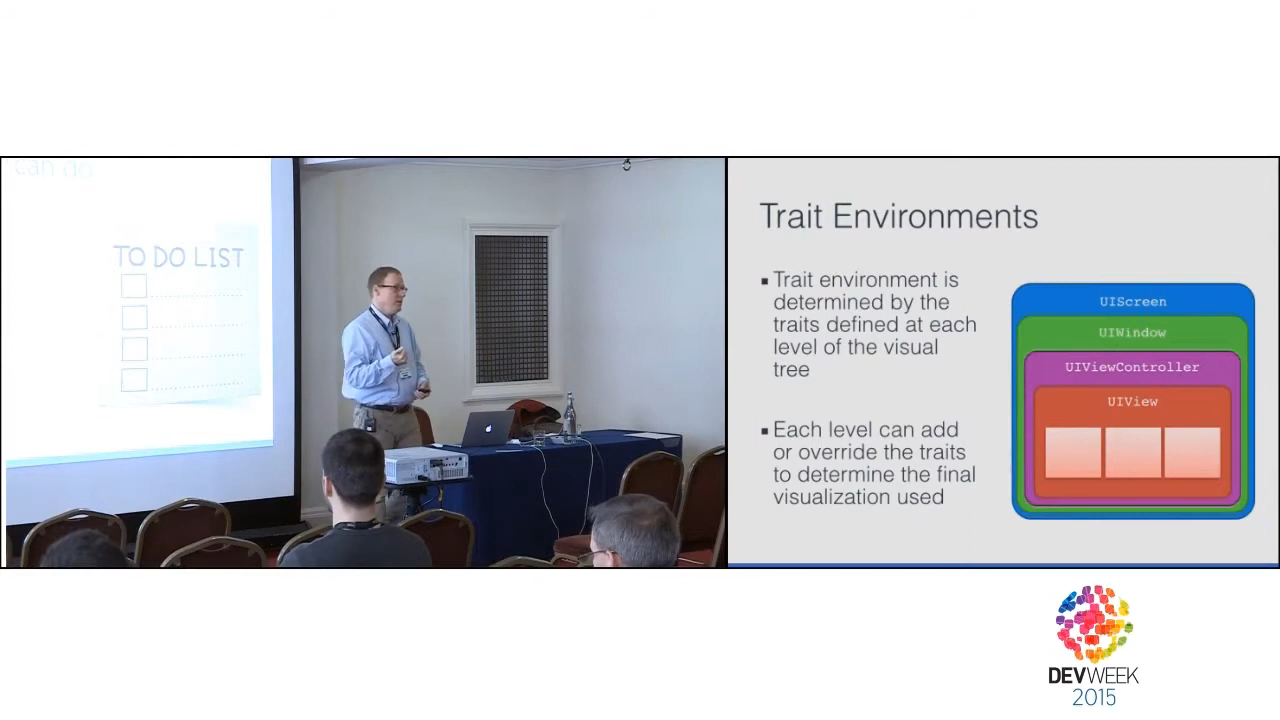 can do
TO DO LIST
Trait Environments
▪ Trait environment is
determined by the
traits defined at each
level of the visual
tree
▪ Each level can add
or override the traits
to determine the final
visualization used
UIScreen
UIWindow
UIViewController
UIView
DEVWEEK
2015